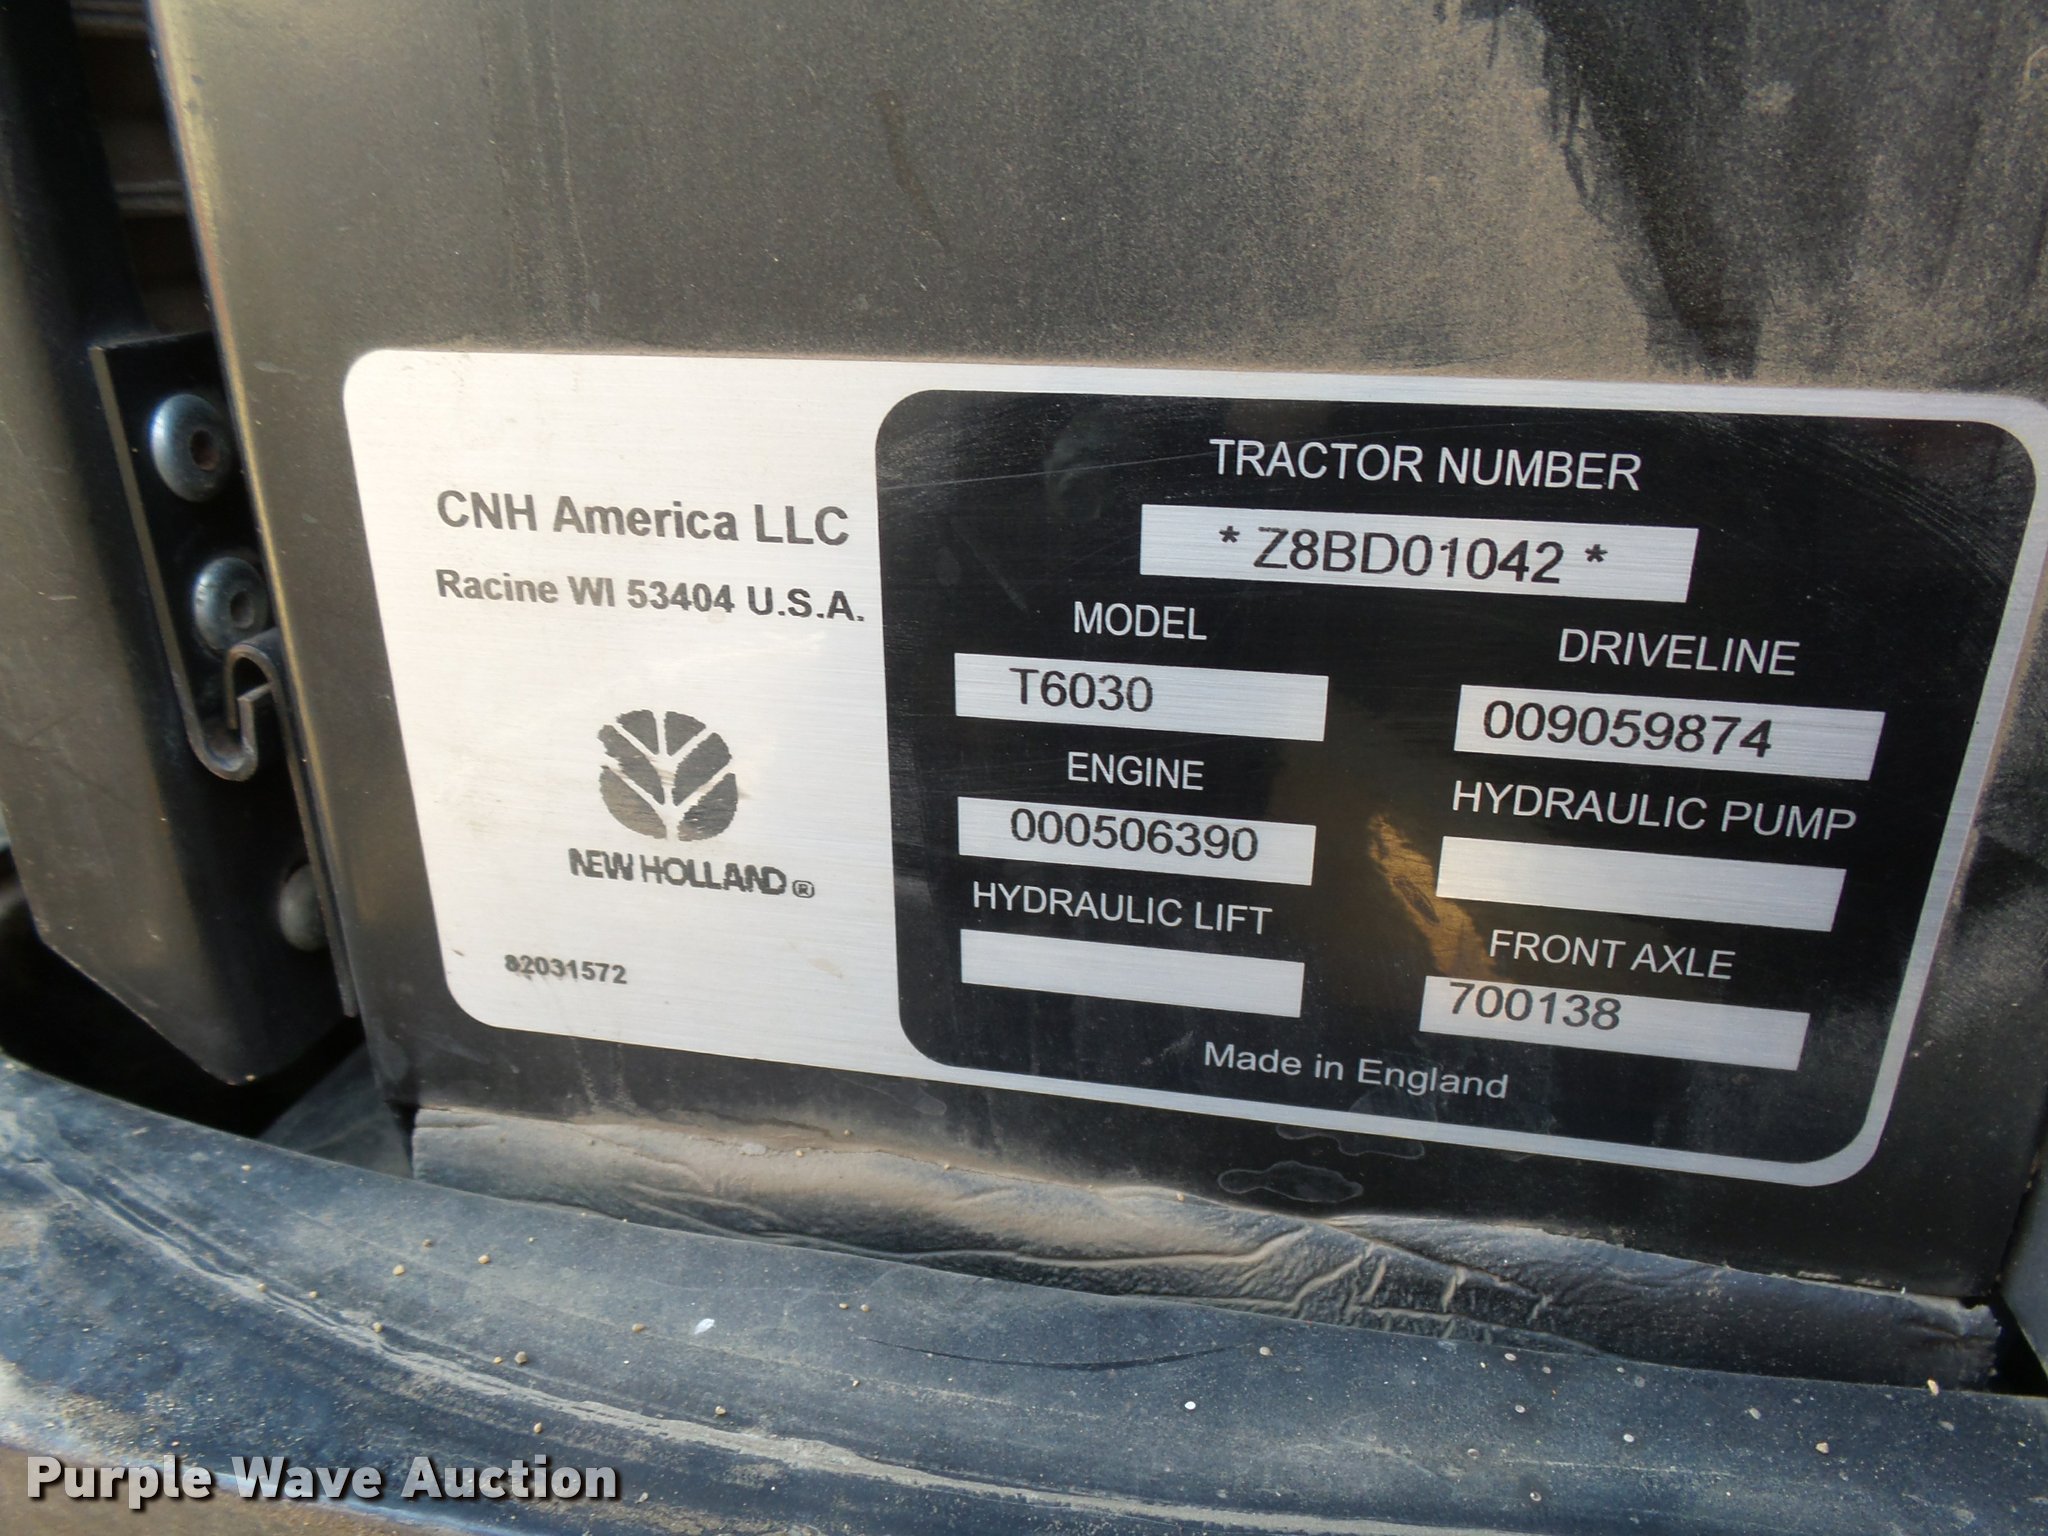 CNH America LLC
Racine WI 53404 U.S.A.
NEW HOLLAND®
82031572
TRACTOR NUMBER
* Z8BD01042 *
MODEL
T6030
DRIVELINE
009059874
ENGINE
000506390
HYDRAULIC PUMP
HYDRAULIC LIFT
FRONT AXLE
700138
Made in England
Purple Wave Auction